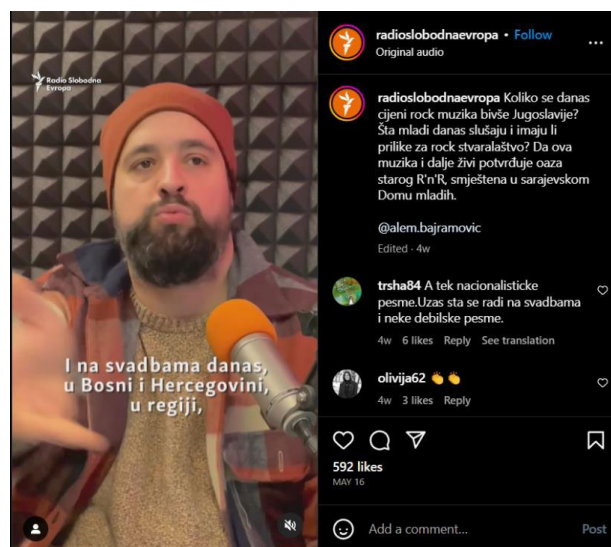 Radio Slobodna
Evropa
I na svadbama danas,
u Bosni i Hercegovini,
u regiji,
radioslobodnaevropa • Follow
Original audio
radioslobodnaevropa Koliko se danas
cijeni rock muzika bivše Jugoslavije?
Šta mladi danas slušaju i imaju li
prilike za rock stvaralaštvo? Da ova
muzika i dalje živi potvrđuje oaza
starog R'n'R, smještena u sarajevskom
Domu mladih.
@alem.bajramovic
Edited · 4w
trsha84 A tek nacionalisticke
pesme.Uzas sta se radi na svadbama
i neke debilske pesme.
4w 6 likes Reply See translation
olivija62 👏👏
4w 3 likes Reply
592 likes
MAY 16
Add a comment...
Post